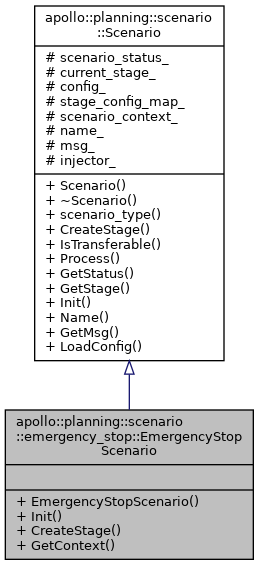 apollo::planning::scenario
::Scenario
# scenario_status_
# current_stage_
# config_
# stage_config_map_
# scenario_context_
# name_
# msg_
# injector_
+ Scenario()
+ ~Scenario()
+ scenario_type()
+ CreateStage()
+ IsTransferable()
+ Process()
+ GetStatus()
+ GetStage()
+ Init()
+ Name()
+ GetMsg()
+ LoadConfig()
apollo::planning::scenario
::emergency_stop::EmergencyStop
Scenario
+ EmergencyStopScenario()
+ Init()
+ CreateStage()
+ GetContext()